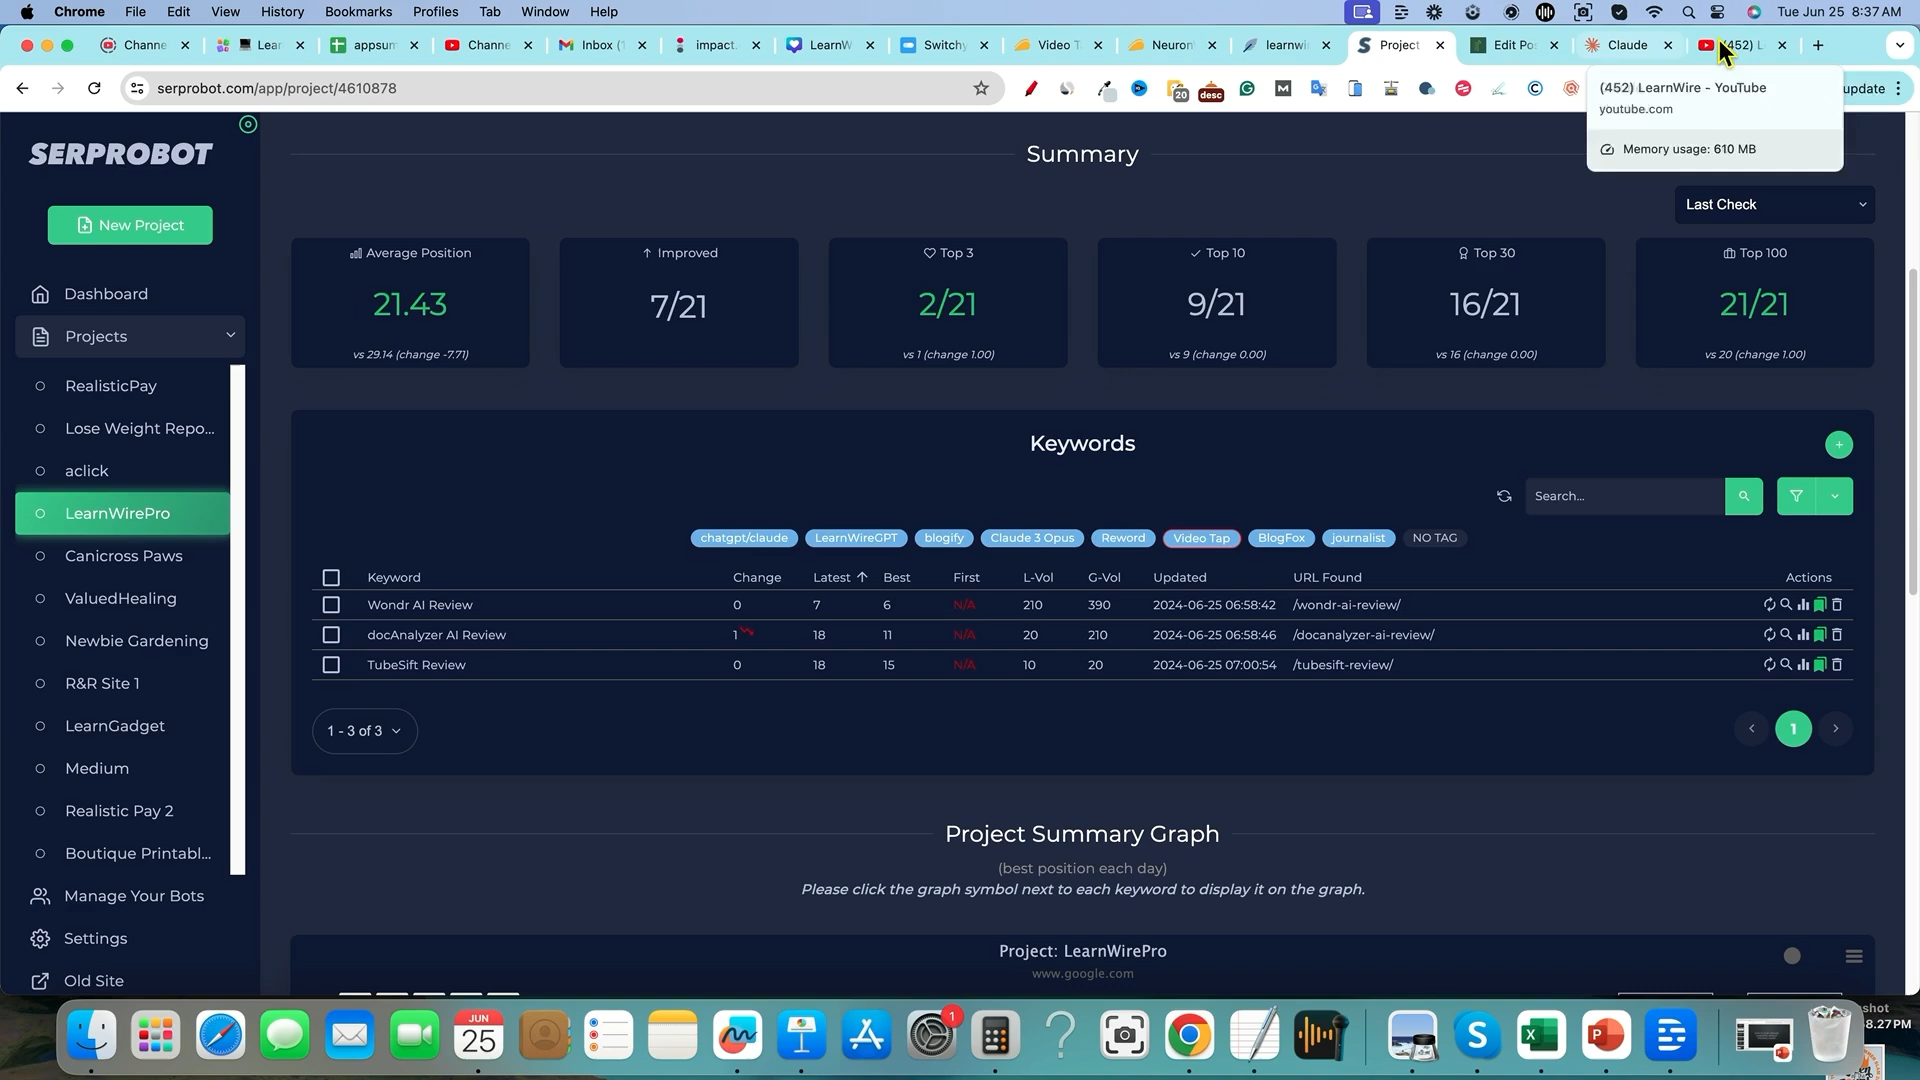 Chrome File Edit View History Bookmarks Profiles Tab Window Help Tue Jun 25 8:37 AM
Channe Lear appsum Channe Inbox (1 impact. LearnW Switchy Video T Neuron learnwi Project Edit Po Claude (452) L
serprobot.com/app/project/4610878 20 desc update
(452) LearnWire - YouTube
youtube.com
Memory usage: 610 MB
SERPROBOT
New Project
Dashboard
Projects
RealisticPay
Lose Weight Repo...
aclick
LearnWirePro
Canicross Paws
ValuedHealing
Newbie Gardening
R&R Site 1
LearnGadget
Medium
Realistic Pay 2
Boutique Printabl...
Manage Your Bots
Settings
Old Site
Summary
Last Check
Average Position
21.43
vs 29.14 (change -7.71)
Improved
7/21
Top 3
2/21
vs 1 (change 1.00)
Top 10
9/21
vs 9 (change 0.00)
Top 30
16/21
vs 16 (change 0.00)
Top 100
21/21
vs 20 (change 1.00)
Keywords
Search...
chatgpt/claude LearnWireGPT blogify Claude 3 Opus Reword Video Tap BlogFox journalist NO TAG
Keyword Change Latest Best First L-Vol G-Vol Updated URL Found Actions
Wondr AI Review 0 7 6 N/A 210 390 2024-06-25 06:58:42 /wondr-ai-review/
docAnalyzer AI Review 1 18 11 N/A 20 210 2024-06-25 06:58:46 /docanalyzer-ai-review/
TubeSift Review 0 18 15 N/A 10 20 2024-06-25 07:00:54 /tubesift-review/
1 - 3 of 3
1
Project Summary Graph
(best position each day)
Please click the graph symbol next to each keyword to display it on the graph.
Project: LearnWirePro
www.google.com
JUN
25
1